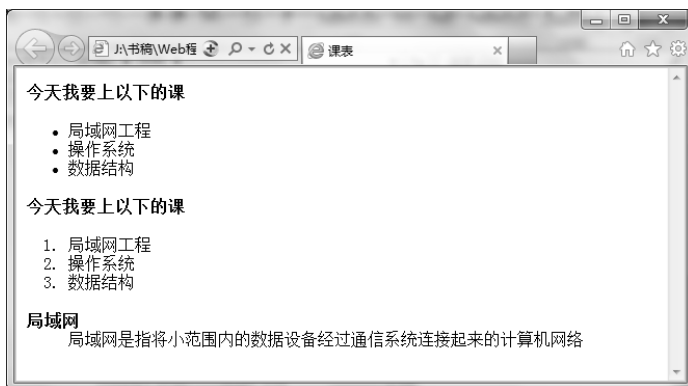 J:\书稿\Web程
课表
今天我要上以下的课
• 局域网工程
• 操作系统
• 数据结构
今天我要上以下的课
1. 局域网工程
2. 操作系统
3. 数据结构
局域网
局域网是指将小范围内的数据设备经过通信系统连接起来的计算机网络